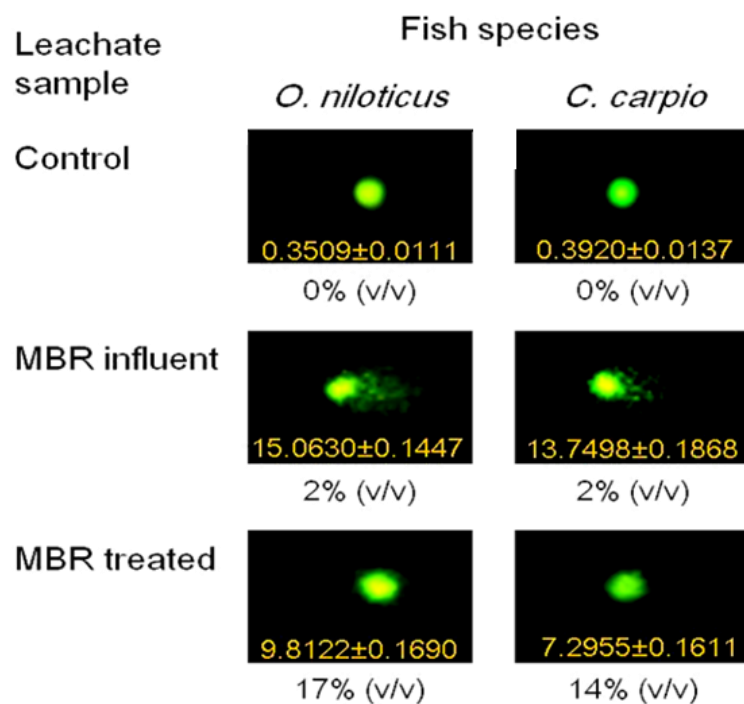 Leachate
sample
Fish species
O. niloticus
C. carpio
Control
0.3509±0.0111
0.3920±0.0137
0% (v/v)
0% (v/v)
MBR influent
15.0630±0.1447
13.7498±0.1868
2% (v/v)
2% (v/v)
MBR treated
9.8122±0.1690
7.2955±0.1611
17% (v/v)
14% (v/v)